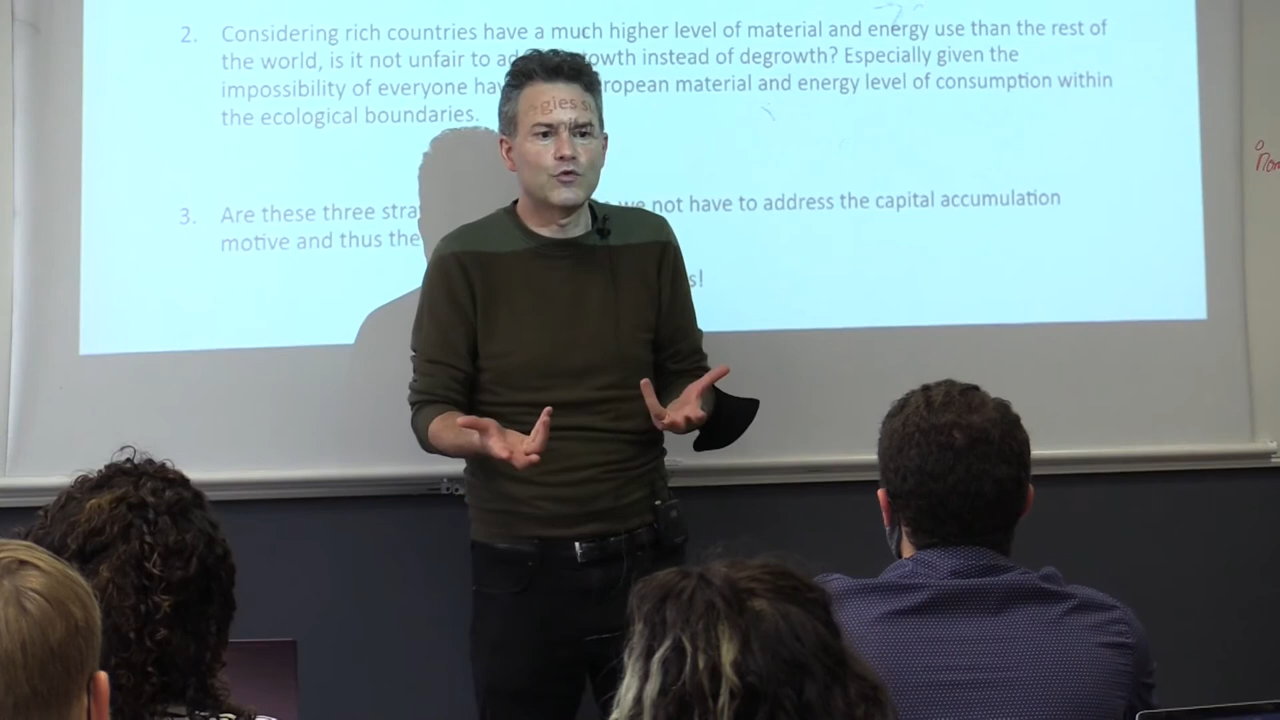 2. Considering rich countries have a much higher level of material and energy use than the rest of
the world, is it not unfair to ad owth instead of degrowth? Especially given the
impossibility of everyone hav ropean material and energy level of consumption within
the ecological boundaries.
gies su
3. Are these three stra we not have to address the capital accumulation
motive and thus the
s!